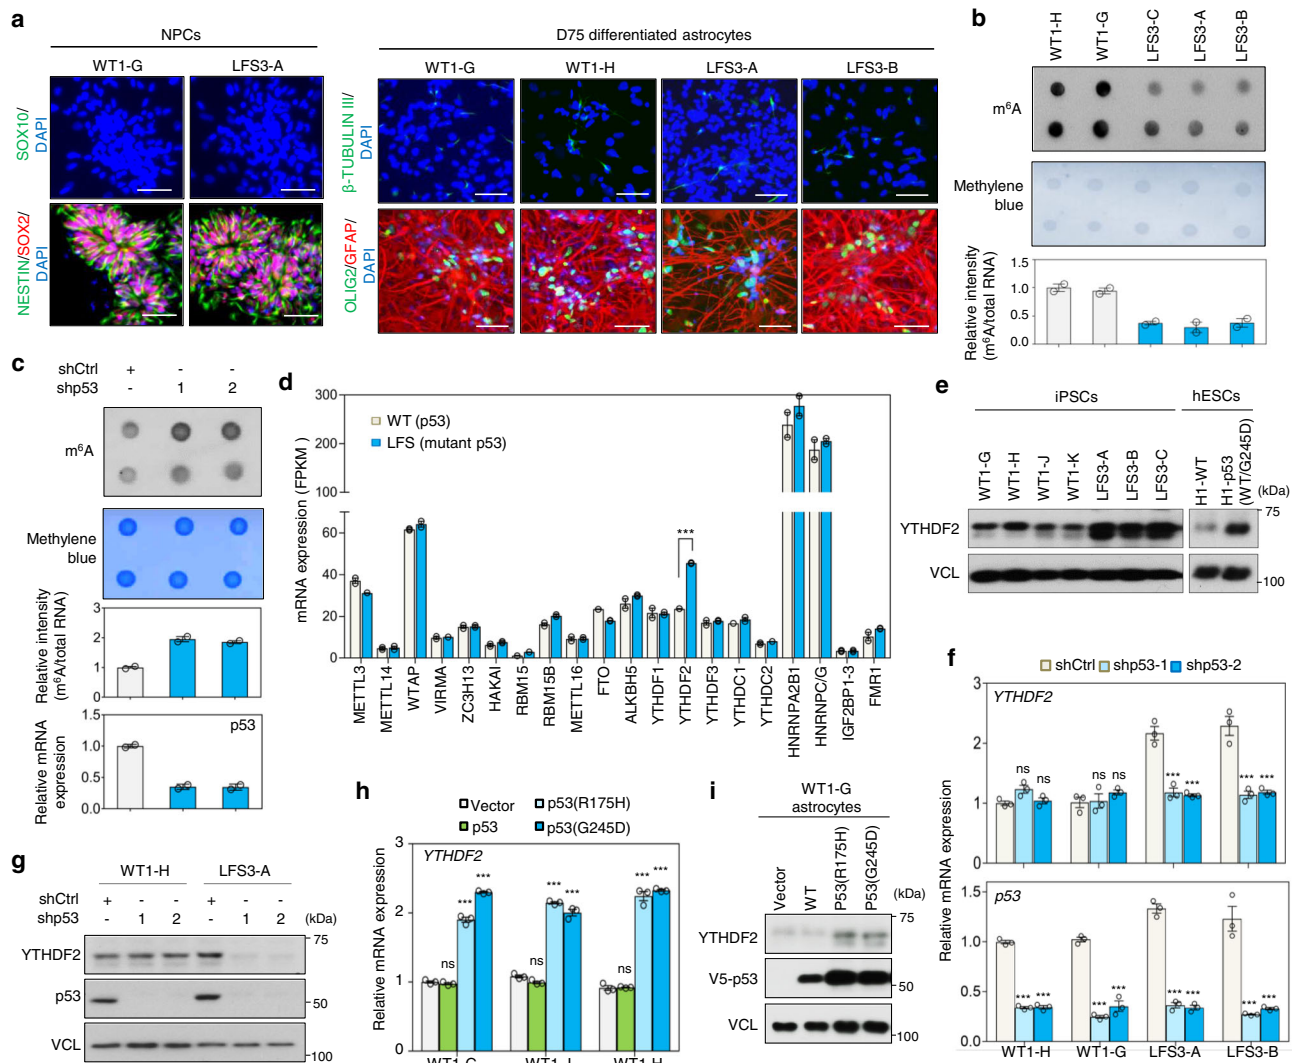 a
NPCs
D75 differentiated astrocytes
WT1-G LFS3-A
WT1-G WT1-H LFS3-A LFS3-B
SOX10/
DAPI
NESTIN/SOX2/
DAPI
β-TUBULIN III/
DAPI
OLIG2/GFAP/
DAPI
b
WT1-H WT1-G LFS3-C LFS3-A LFS3-B
m⁶A
Methylene
blue
Relative intensity
(m⁶A/total RNA)
1.5
1.0
0.5
0.0
c
shCtrl + - -
shp53 - 1 2
m⁶A
Methylene
blue
Relative intensity
(m⁶A/total RNA)
3
2
1
0
Relative mRNA
expression
p53
1.5
1.0
0.5
0.0
d
mRNA expression (FPKM )
300
200
100
60
40
20
0
WT (p53)
LFS (mutant p53)
***
METTL3 METTL14 WTAP VIRMA ZC3H13 HAKAI RBM15 RBM15B METTL16 FTO ALKBH5 YTHDF1 YTHDF2 YTHDF3 YTHDC1 YTHDC2 HNRNPA2B1 HNRNPC/G IGF2BP1-3 FMR1
e
iPSCs hESCs
WT1-G WT1-H WT1-J WT1-K LFS3-A LFS3-B LFS3-C H1-WT H1-p53
(WT/G245D)
(kDa)
YTHDF2 75
VCL 100
f
shCtrl shp53-1 shp53-2
Relative mRNA expression
YTHDF2
3
2
1
0
ns ns ns ns *** *** *** ***
p53
1.5
1.0
0.5
0.0
*** *** *** *** *** *** *** ***
WT1-H WT1-G LFS3-A LFS3-B
g
WT1-H LFS3-A
shCtrl + - - + - -
shp53 - 1 2 - 1 2 (kDa)
YTHDF2 75
p53 50
VCL 100
h
Vector p53(R175H)
p53 p53(G245D)
Relative mRNA expression
YTHDF2
3
2
1
0
ns *** *** ns *** *** ns *** ***
WT1-G WT1-J WT1-H
i
WT1-G
astrocytes
Vector WT P53(R175H) P53(G245D)
(kDa)
YTHDF2 75
V5-p53 50
VCL 100